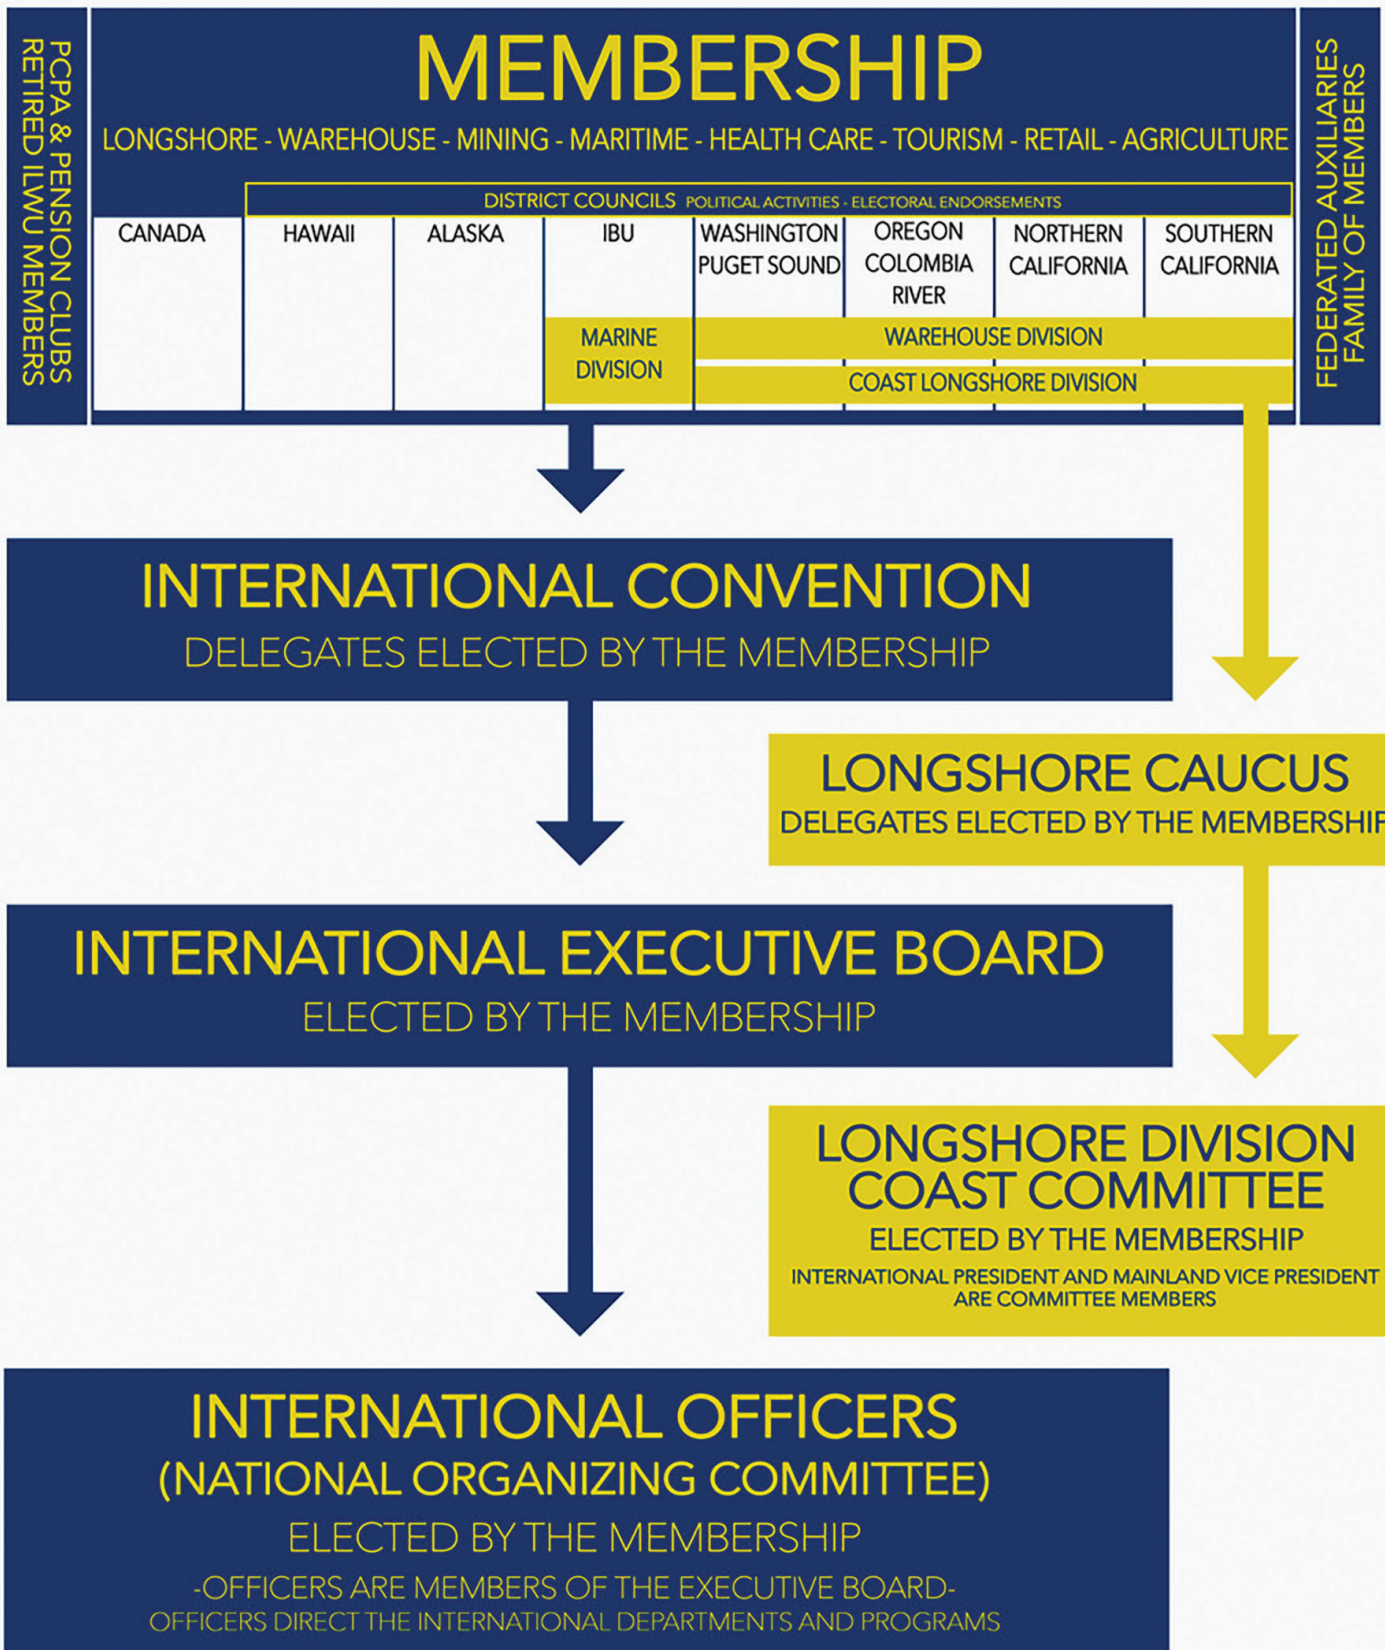 PCPA & PENSION CLUBS
RETIRED ILWU MEMBERS
MEMBERSHIP
LONGSHORE - WAREHOUSE - MINING - MARITIME - HEALTH CARE - TOURISM - RETAIL - AGRICULTURE
DISTRICT COUNCILS POLITICAL ACTIVITIES - ELECTORAL ENDORSEMENTS
CANADA
HAWAII
ALASKA
IBU
WASHINGTON
PUGET SOUND
OREGON
COLOMBIA
RIVER
NORTHERN
CALIFORNIA
SOUTHERN
CALIFORNIA
MARINE
DIVISION
WAREHOUSE DIVISION
COAST LONGSHORE DIVISION
FEDERATED AUXILIARIES
FAMILY OF MEMBERS
INTERNATIONAL CONVENTION
DELEGATES ELECTED BY THE MEMBERSHIP
LONGSHORE CAUCUS
DELEGATES ELECTED BY THE MEMBERSHIP
INTERNATIONAL EXECUTIVE BOARD
ELECTED BY THE MEMBERSHIP
LONGSHORE DIVISION
COAST COMMITTEE
ELECTED BY THE MEMBERSHIP
INTERNATIONAL PRESIDENT AND MAINLAND VICE PRESIDENT
ARE COMMITTEE MEMBERS
INTERNATIONAL OFFICERS
(NATIONAL ORGANIZING COMMITTEE)
ELECTED BY THE MEMBERSHIP
-OFFICERS ARE MEMBERS OF THE EXECUTIVE BOARD-
OFFICERS DIRECT THE INTERNATIONAL DEPARTMENTS AND PROGRAMS